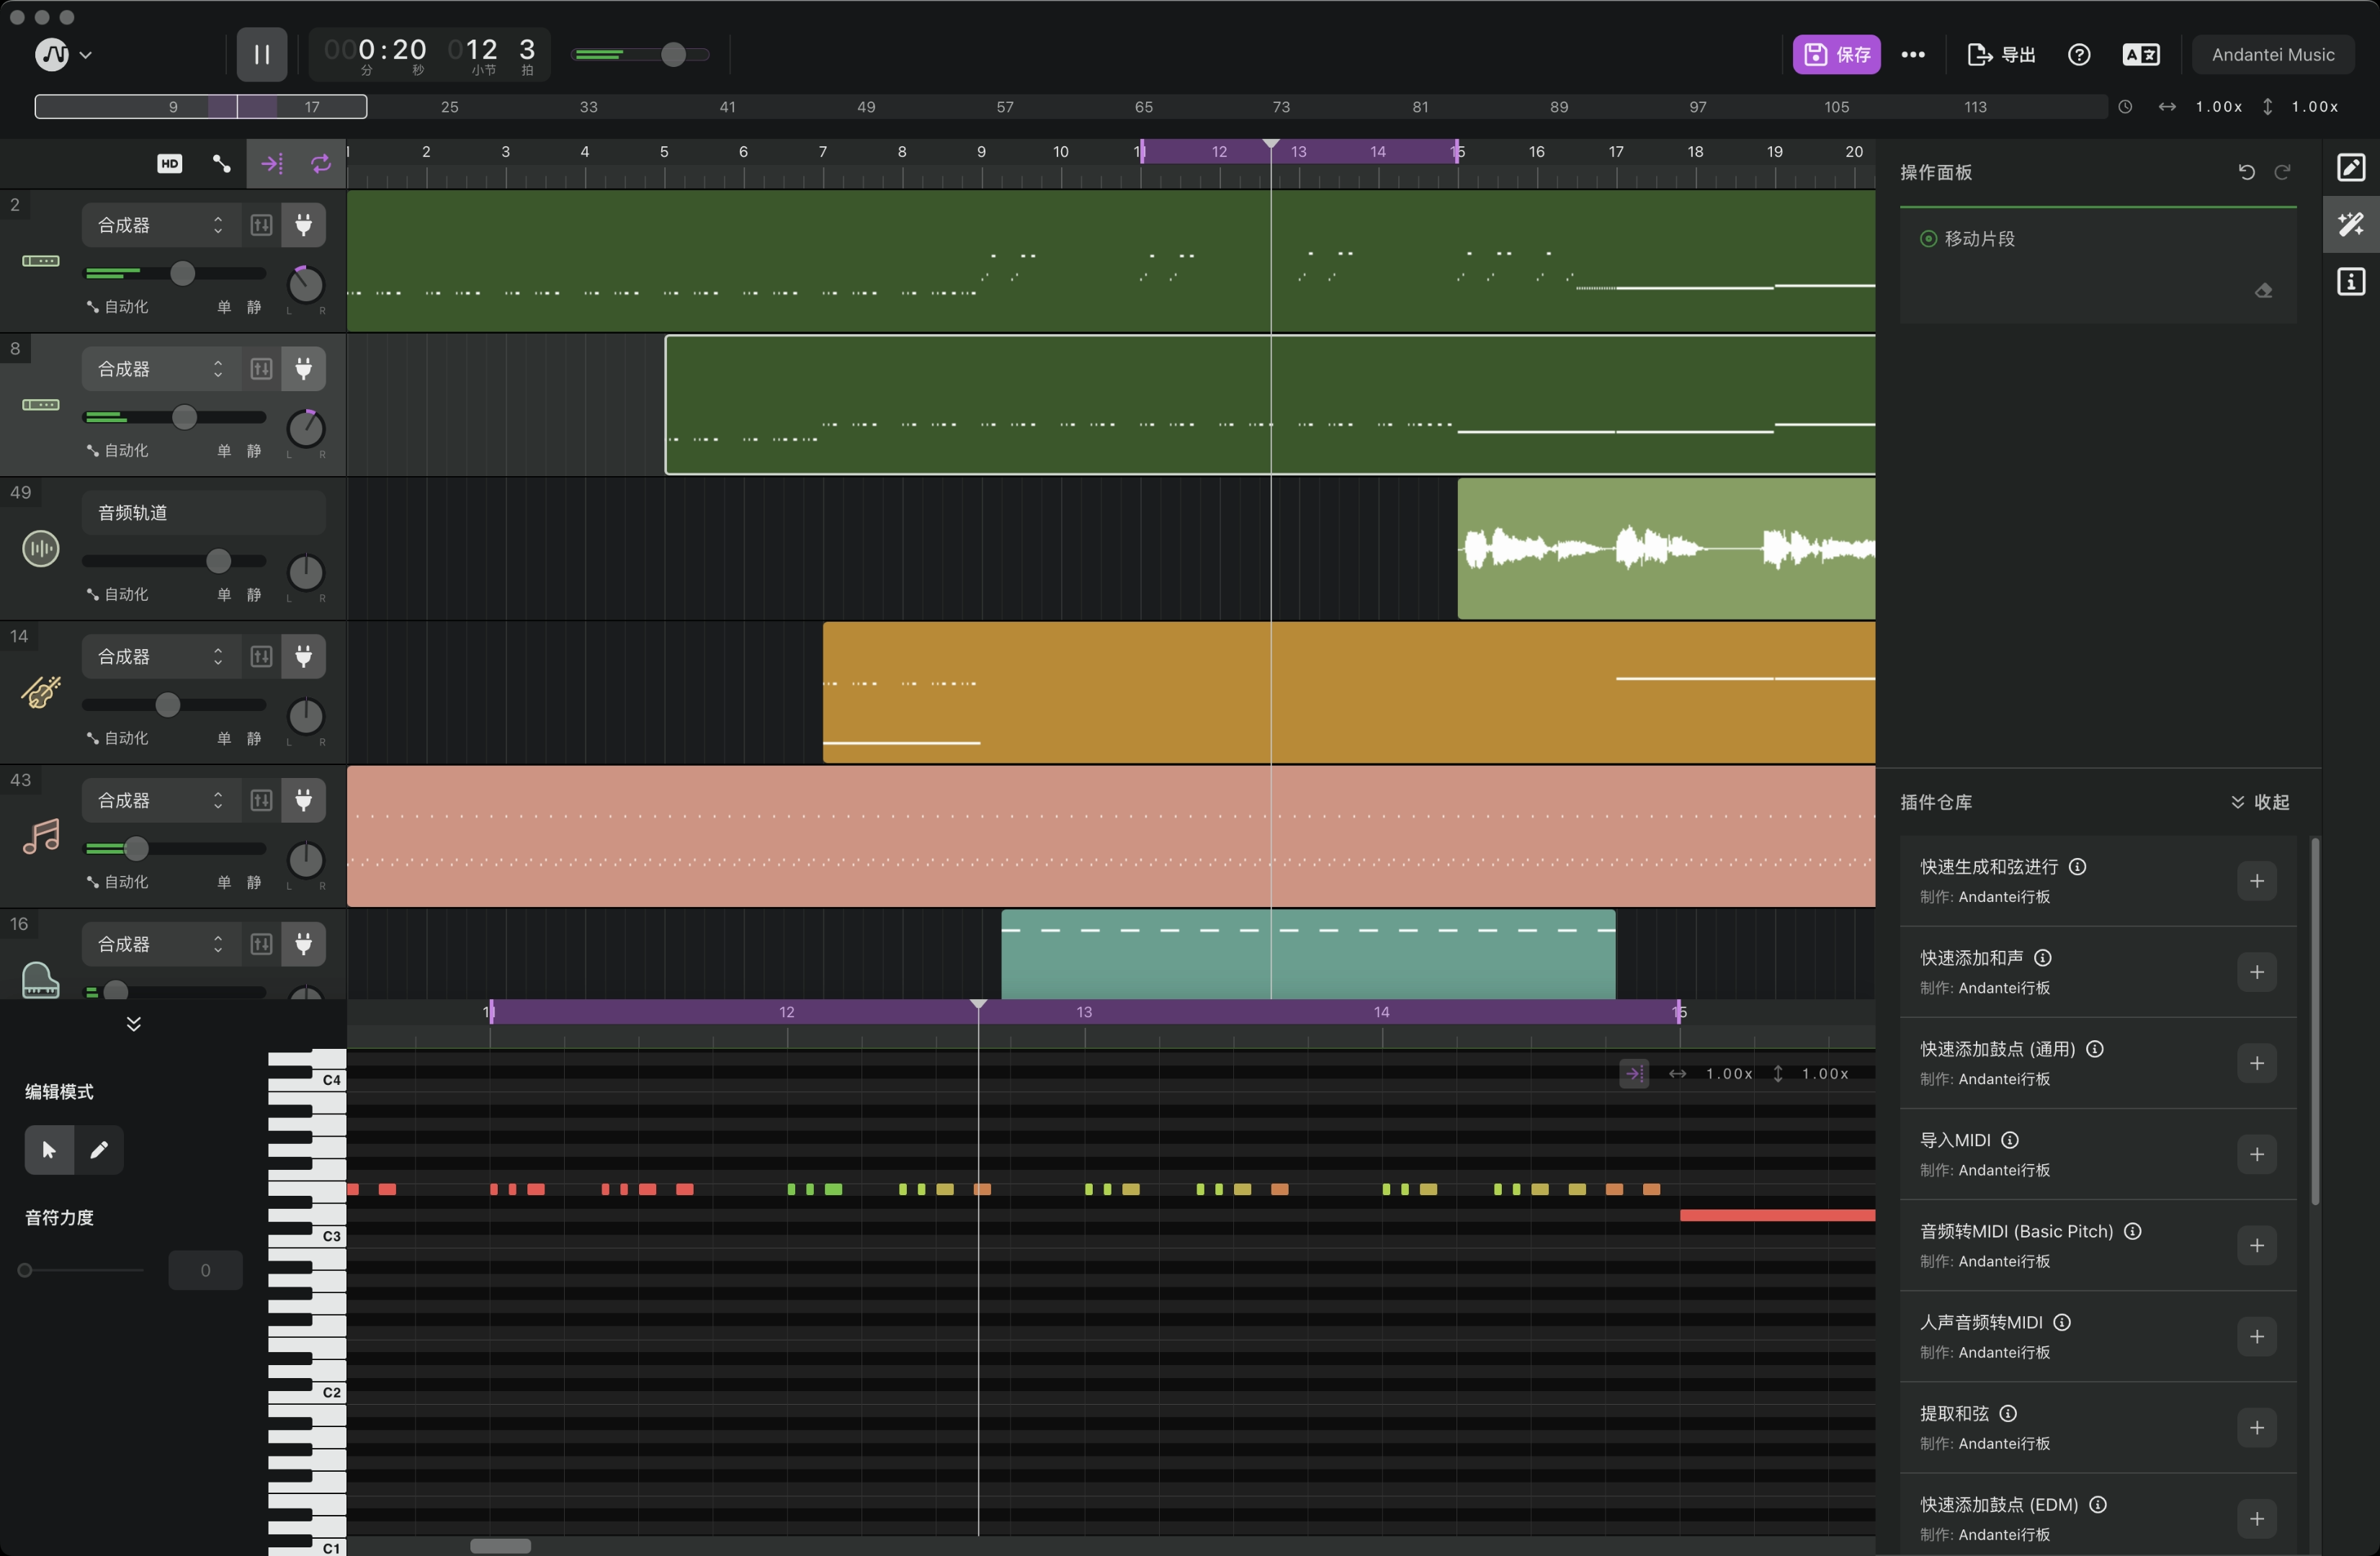 000:20 012 3
分 秒 小节 拍
保存
导出
A 文
Andantei Music
9 17 25 33 41 49 57 65 73 81 89 97 105 113
1.00x 1.00x
HD
1 2 3 4 5 6 7 8 9 10 11 12 13 14 15 16 17 18 19 20
2
合成器
自动化 单 静 L R
8
合成器
自动化 单 静 L R
49
音频轨道
自动化 单 静 L R
14
合成器
自动化 单 静 L R
43
合成器
自动化 单 静 L R
16
合成器
11 12 13 14 15
1.00x 1.00x
编辑模式
音符力度
0
C4
C3
C2
C1
操作面板
移动片段
插件仓库
收起
快速生成和弦进行
制作: Andantei行板
快速添加和声
制作: Andantei行板
快速添加鼓点 (通用)
制作: Andantei行板
导入MIDI
制作: Andantei行板
音频转MIDI (Basic Pitch)
制作: Andantei行板
人声音频转MIDI
制作: Andantei行板
提取和弦
制作: Andantei行板
快速添加鼓点 (EDM)
制作: Andantei行板